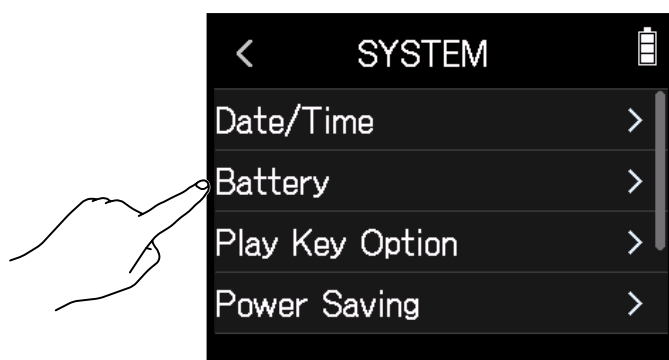 SYSTEM
Date/Time
Battery
Play Key Option
Power Saving